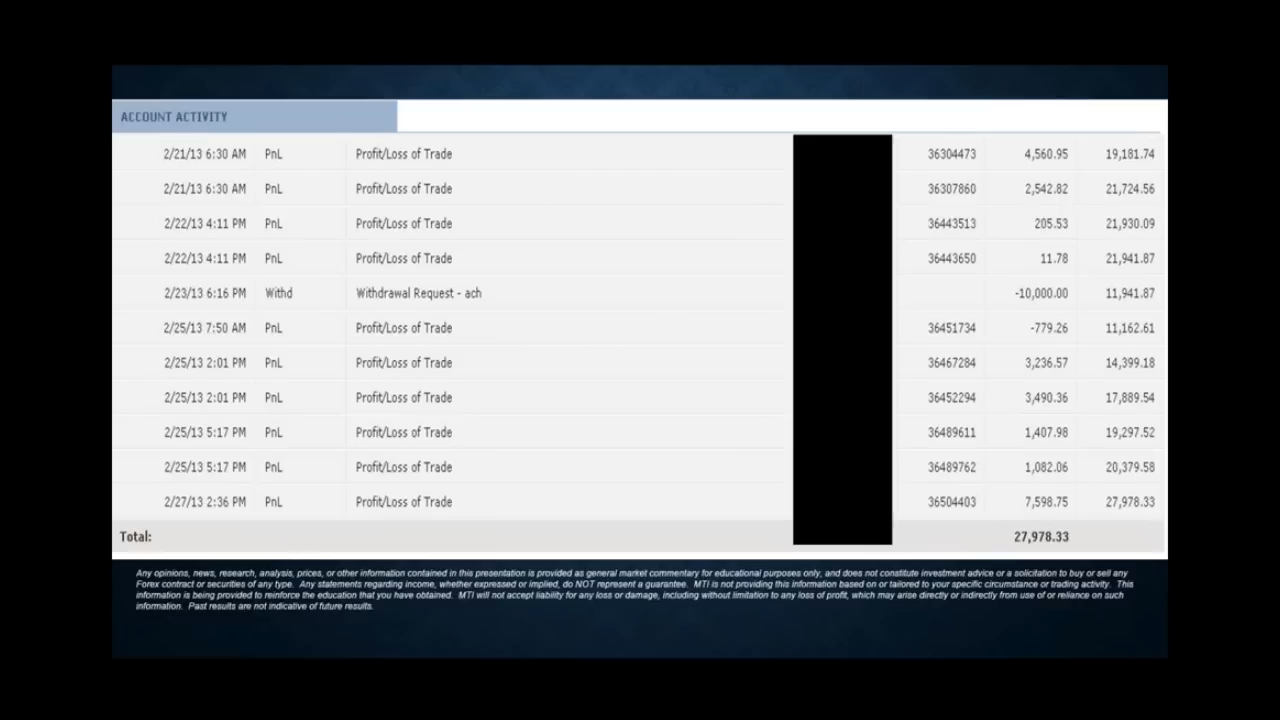 ACCOUNT ACTIVITY
2/21/13 6:30 AM PnL Profit/Loss of Trade 36304473 4,560.95 19,181.74
2/21/13 6:30 AM PnL Profit/Loss of Trade 36307860 2,542.82 21,724.56
2/22/13 4:11 PM PnL Profit/Loss of Trade 36443513 205.53 21,930.09
2/22/13 4:11 PM PnL Profit/Loss of Trade 36443650 11.78 21,941.87
2/23/13 6:16 PM Withd Withdrawal Request - ach -10,000.00 11,941.87
2/25/13 7:50 AM PnL Profit/Loss of Trade 36451734 -779.26 11,162.61
2/25/13 2:01 PM PnL Profit/Loss of Trade 36467284 3,236.57 14,399.18
2/25/13 2:01 PM PnL Profit/Loss of Trade 36452294 3,490.36 17,889.54
2/25/13 5:17 PM PnL Profit/Loss of Trade 36489611 1,407.98 19,297.52
2/25/13 5:17 PM PnL Profit/Loss of Trade 36489762 1,082.06 20,379.58
2/27/13 2:36 PM PnL Profit/Loss of Trade 36504403 7,598.75 27,978.33
Total: 27,978.33
Any opinions, news, research, analysis, prices, or other information contained in this presentation is provided as general market commentary for educational purposes only, and does not constitute investment advice or a solicitation to buy or sell any
Forex contract or securities of any type. Any statements regarding income, whether expressed or implied, do NOT represent a guarantee. MTI is not providing this information based on or tailored to your specific circumstance or trading activity. This
information is being provided to reinforce the education that you have obtained. MTI will not accept liability for any loss or damage, including without limitation to any loss of profit, which may arise directly or indirectly from use of or reliance on such
information. Past results are not indicative of future results.